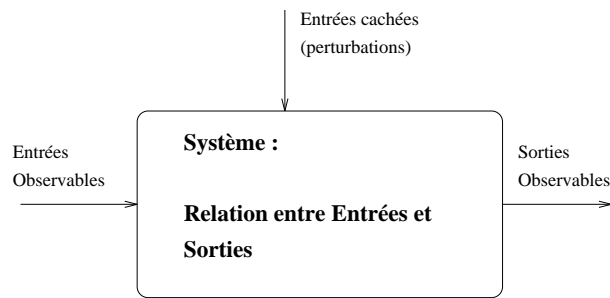 Entrées cachées
(perturbations)
Système :
Entrées
Observables
Relation entre Entrées et
Sorties
Sorties
Observables